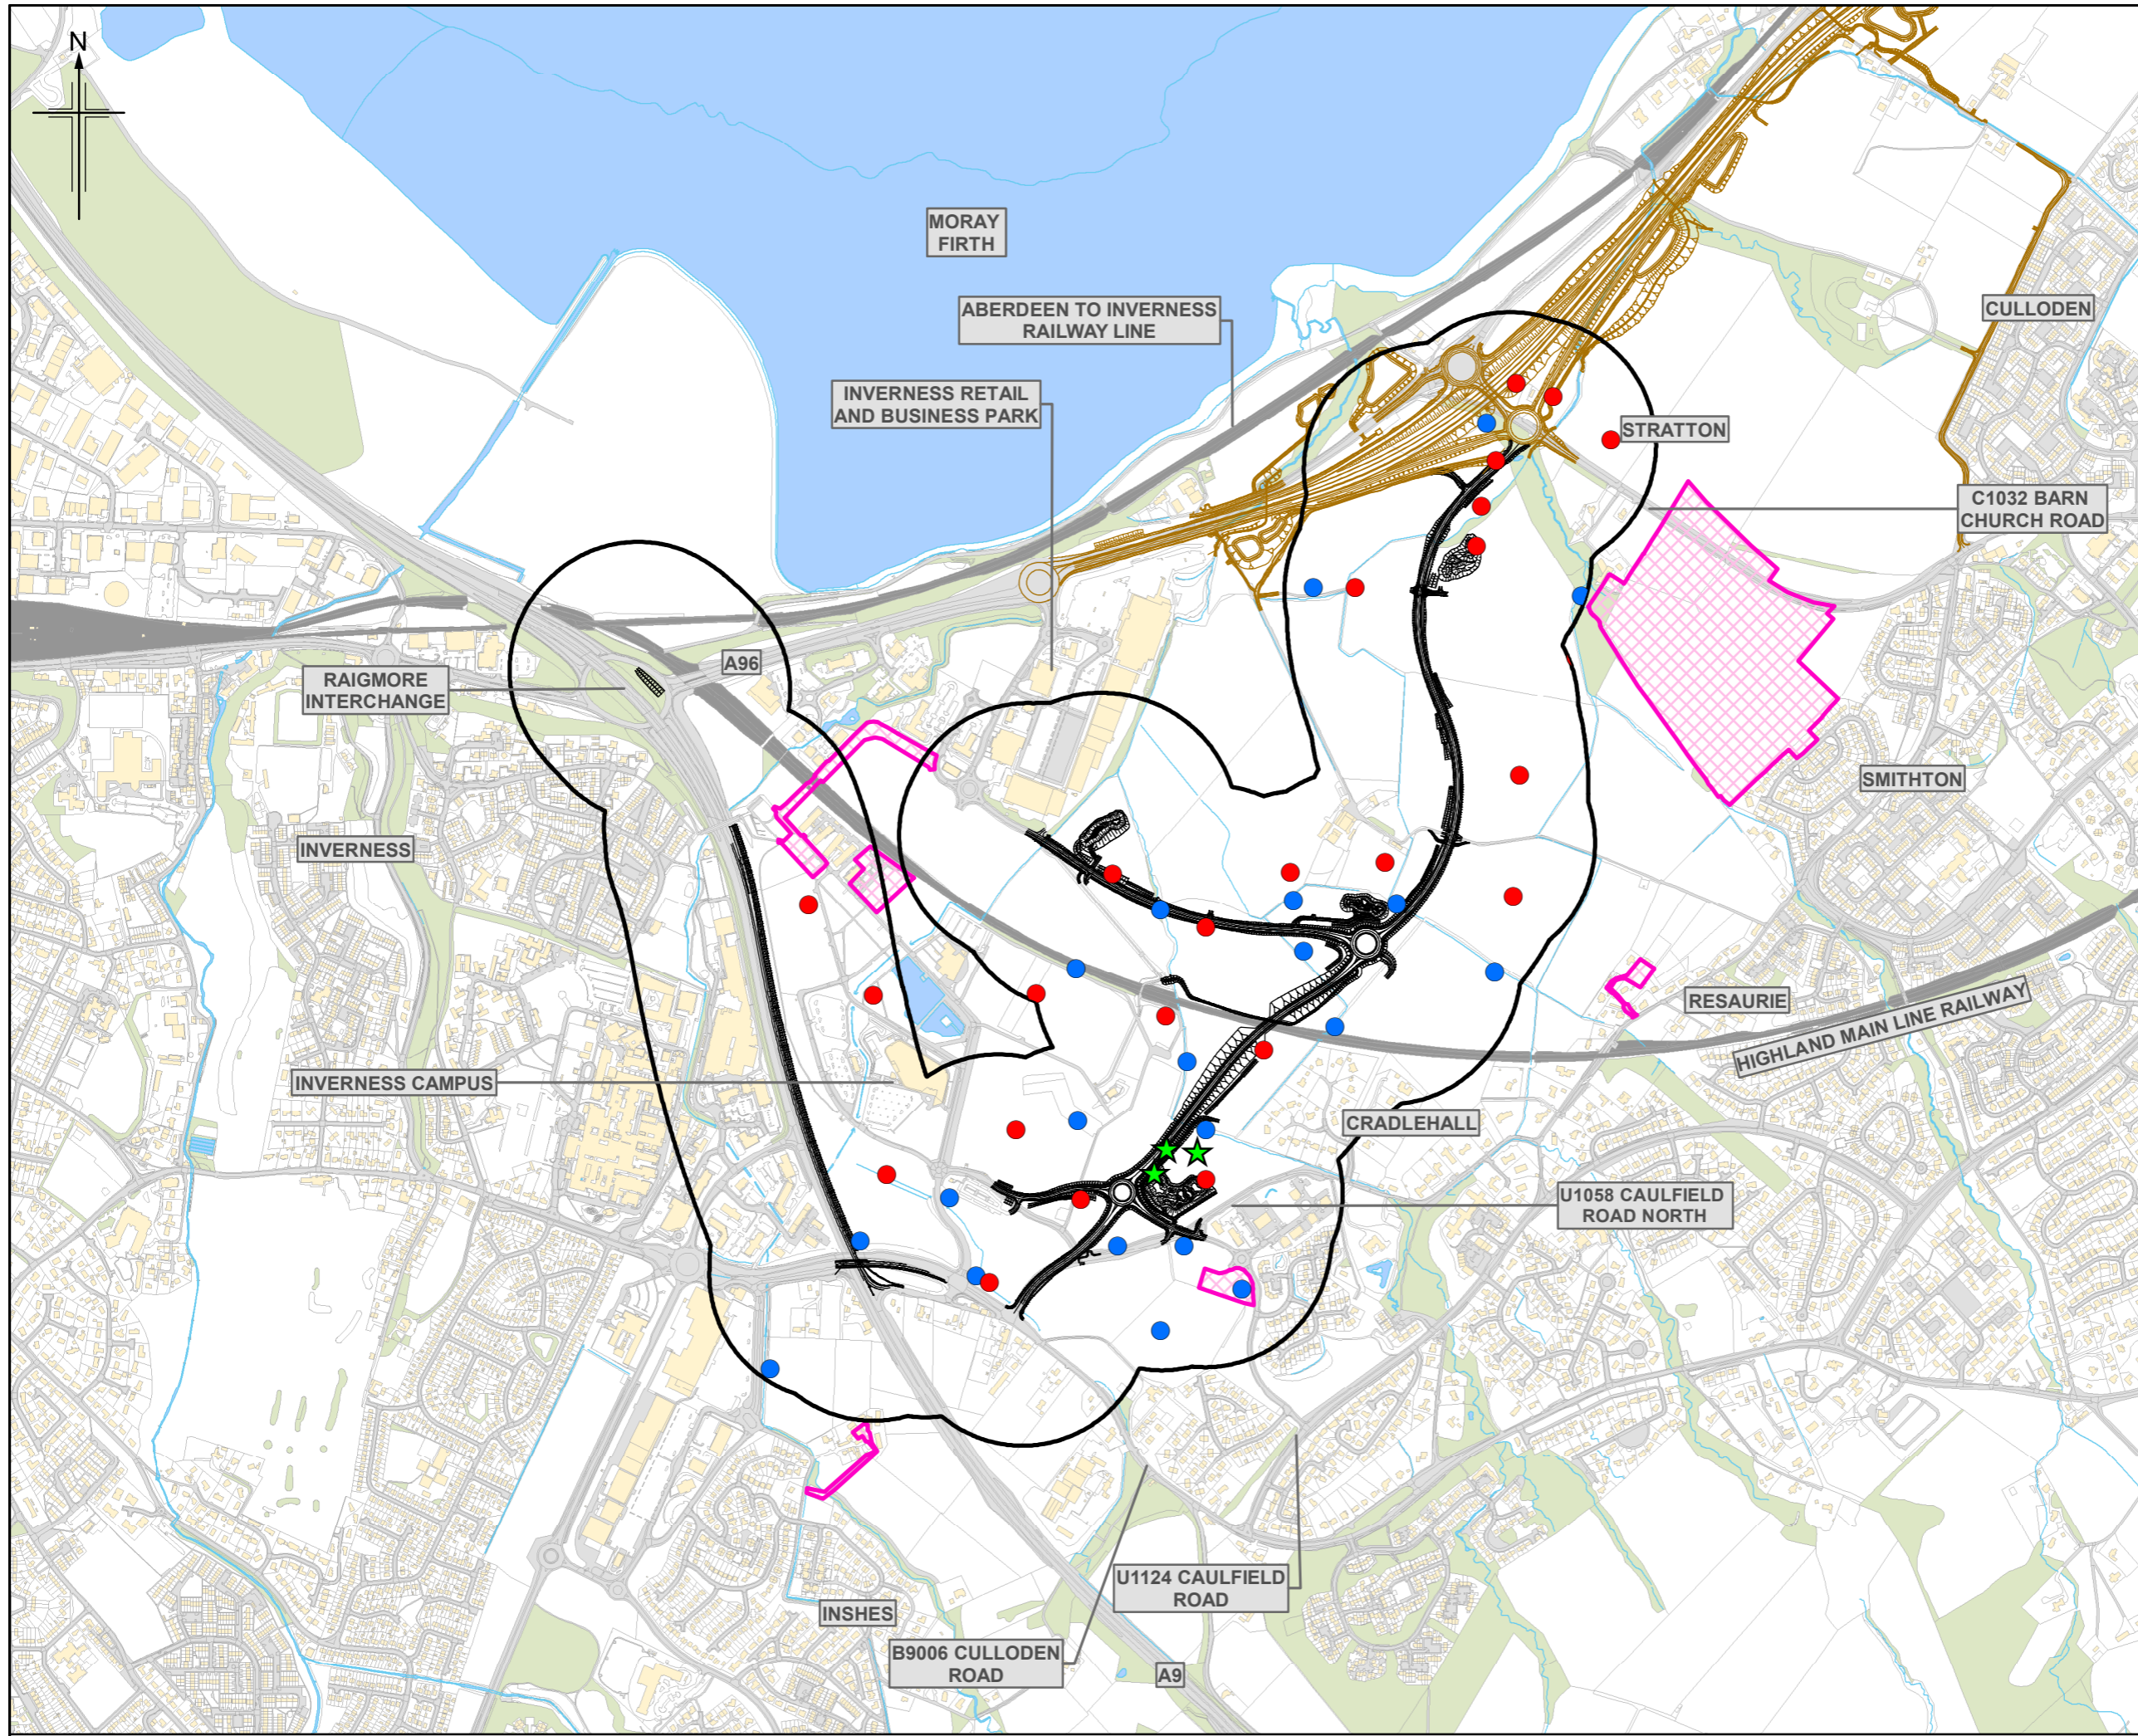 N
MORAY
FIRTH
ABERDEEN TO INVERNESS
RAILWAY LINE
CULLODEN
INVERNESS RETAIL
AND BUSINESS PARK
STRATTON
C1032 BARN
CHURCH ROAD
A96
RAIGMORE
INTERCHANGE
SMITHTON
INVERNESS
RESAURIE
HIGHLAND MAIN LINE RAILWAY
INVERNESS CAMPUS
CRADLEHALL
U1058 CAULFIELD
ROAD NORTH
U1124 CAULFIELD
ROAD
INSHES
B9006 CULLODEN
ROAD
A9